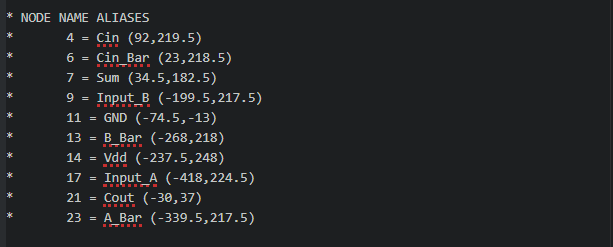 * NODE NAME ALIASES
*       4 = Cin (92,219.5)
*       6 = Cin_Bar (23,218.5)
*       7 = Sum (34.5,182.5)
*       9 = Input_B (-199.5,217.5)
*       11 = GND (-74.5,-13)
*       13 = B_Bar (-268,218)
*       14 = Vdd (-237.5,248)
*       17 = Input_A (-418,224.5)
*       21 = Cout (-30,37)
*       23 = A_Bar (-339.5,217.5)